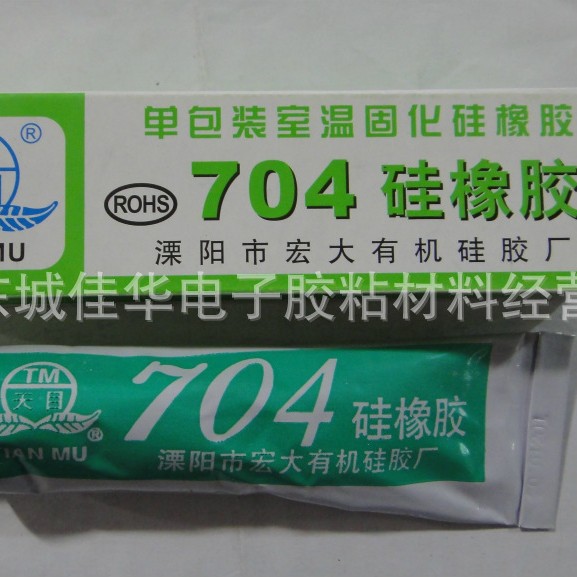 ®
单包装室温固化硅橡胶
ROHS
704 硅橡胶
MU
溧阳市宏大有机硅胶厂
东城佳华电子胶粘材料经营
TM
天目
704 硅橡胶
®
TIAN MU
溧阳市宏大有机硅胶厂